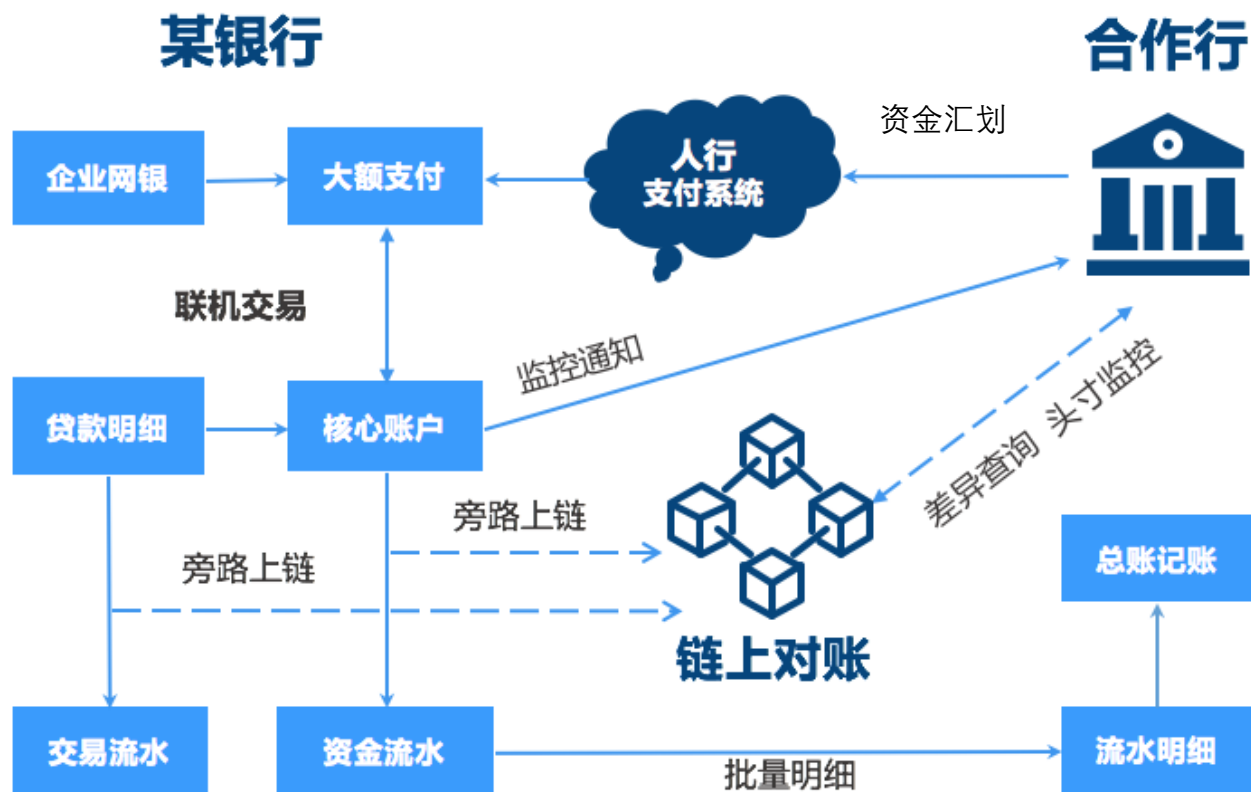 某银行
合作行
资金汇划
企业网银
大额支付
人行
支付系统
联机交易
监控通知
贷款明细
核心账户
差异查询 头寸监控
旁路上链
旁路上链
总账记账
链上对账
交易流水
资金流水
批量明细
流水明细